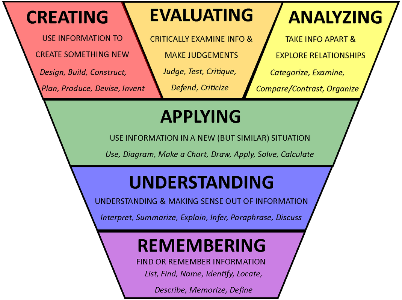 CREATING
USE INFORMATION TO
CREATE SOMETHING NEW
Design, Build, Construct,
Plan, Produce. Devise, Invent
EVALUATING
CRITICALLY EXAMINE INFO &
MAKE JUDGEMENTS
Judge, Test, Critique,
Defend, Criticize
ANALYZING
TAKE INFO APART &
EXPLORE RELATIONSHIPS
Categorize, Examine,
Compare/Contrast, Organize
APPLYING
USE INFORMATION IN A NEW (BUT SIMILAR) SITUATION
Use, Diagram, Make a Chart, Draw, Apply, Solve, Calculate
UNDERSTANDING
UNDERSTANDING & MAKING SENSE OUT OF INFORMATION
Interpret, Summarize, Explain, Infer, Paraphrase, Discuss
REMEMBERING
FIND OR REMEMBER INFORMATION
List, Find, Name, Identify, Locate,
Describe, Memorize, Define